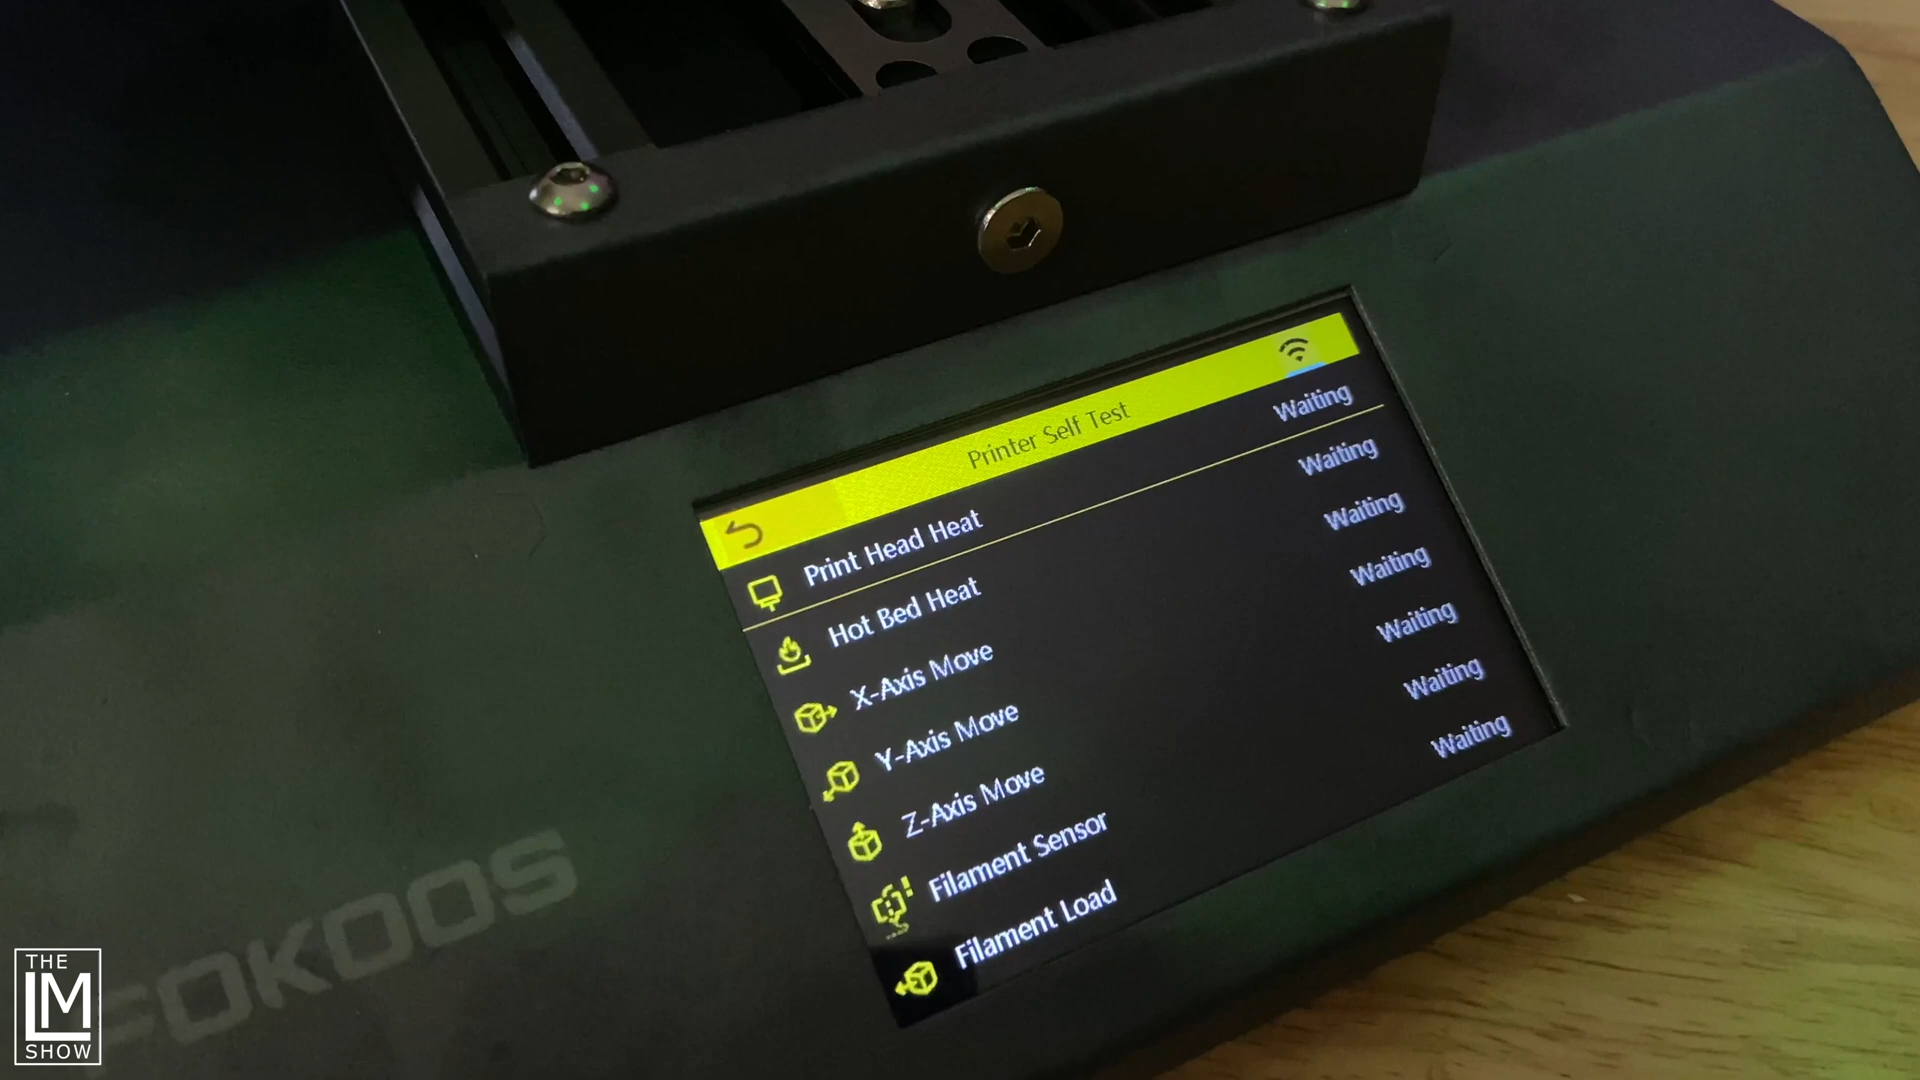 Printer Self Test
Print Head Heat Waiting
Hot Bed Heat Waiting
X-Axis Move Waiting
Y-Axis Move Waiting
Z-Axis Move Waiting
Filament Sensor Waiting
Filament Load Waiting
FOKOOS
THE
LM
SHOW